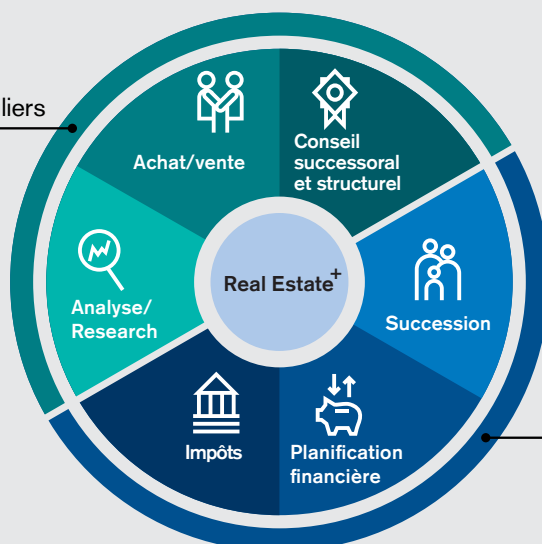 liers
Achat/vente
Conseil
successoral
et structurel
Real Estate+
Analyse/
Research
Succession
Impôts
Planification
financière